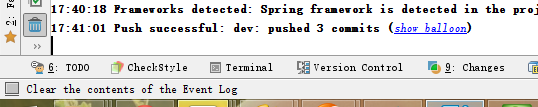 17:40:18 Frameworks detected: Spring framework is detected in the proj
17:41:01 Push successful: dev: pushed 3 commits (show balloon)
6: TODO CheckStyle Terminal Version Control 9: Changes
Clear the contents of the Event Log